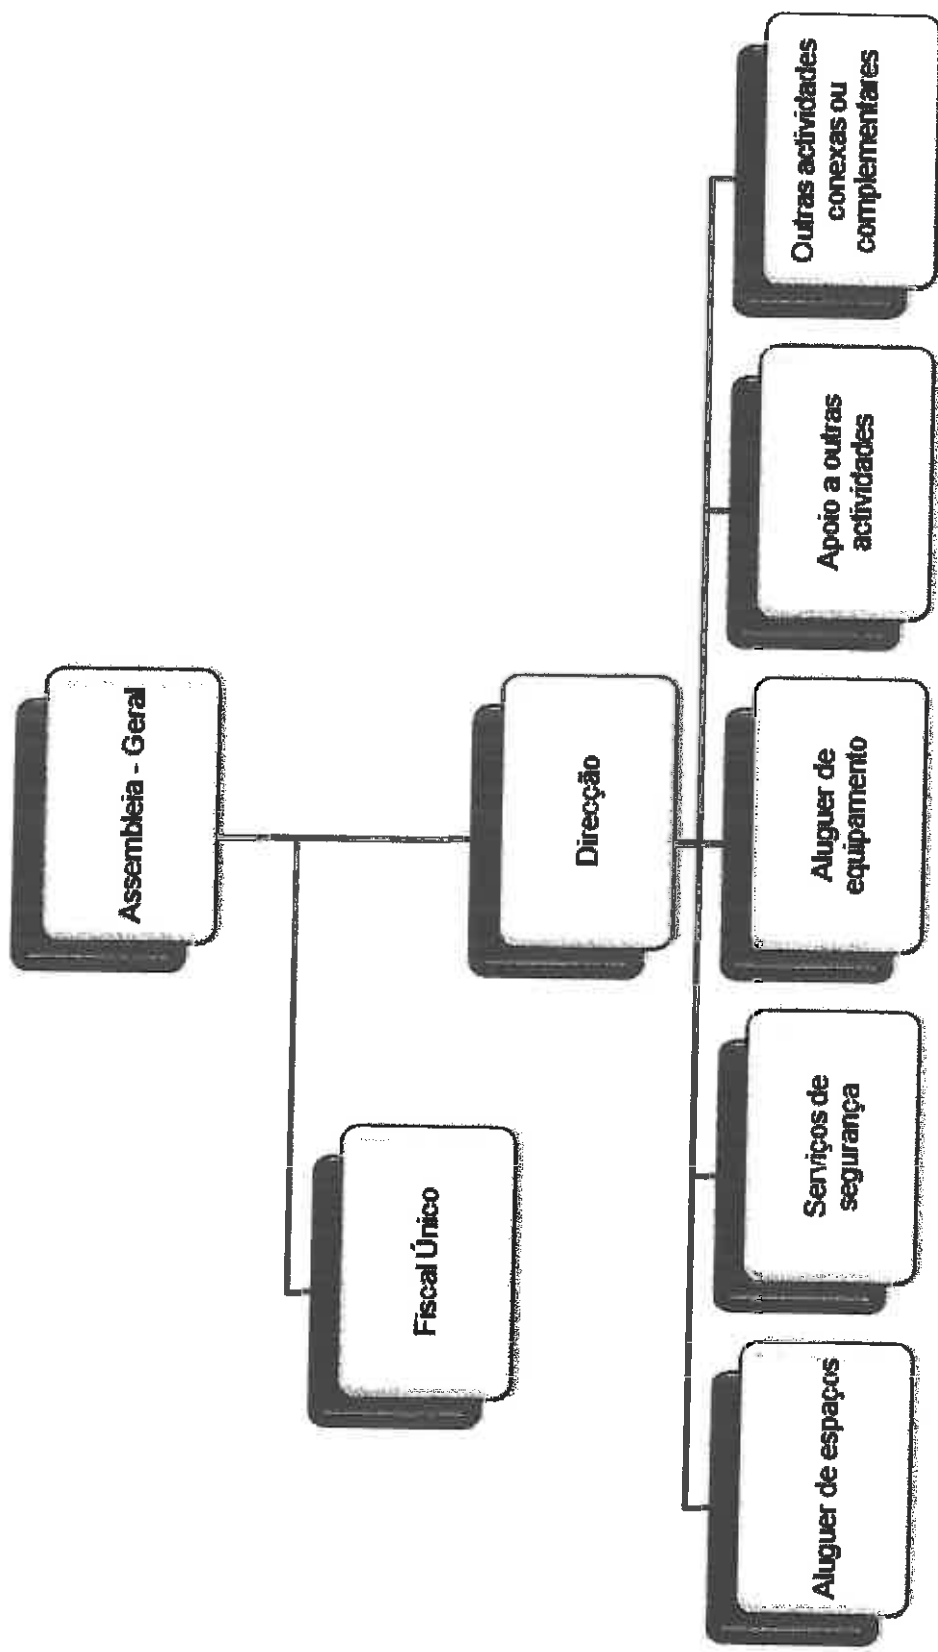 Assembleia - Geral
Fiscal Único
Direcção
Aluguer de espaços
Serviços de
segurança
Aluguer de
equipamento
Apoio a outras
actividades
Outras actividades
conexas ou
complementares